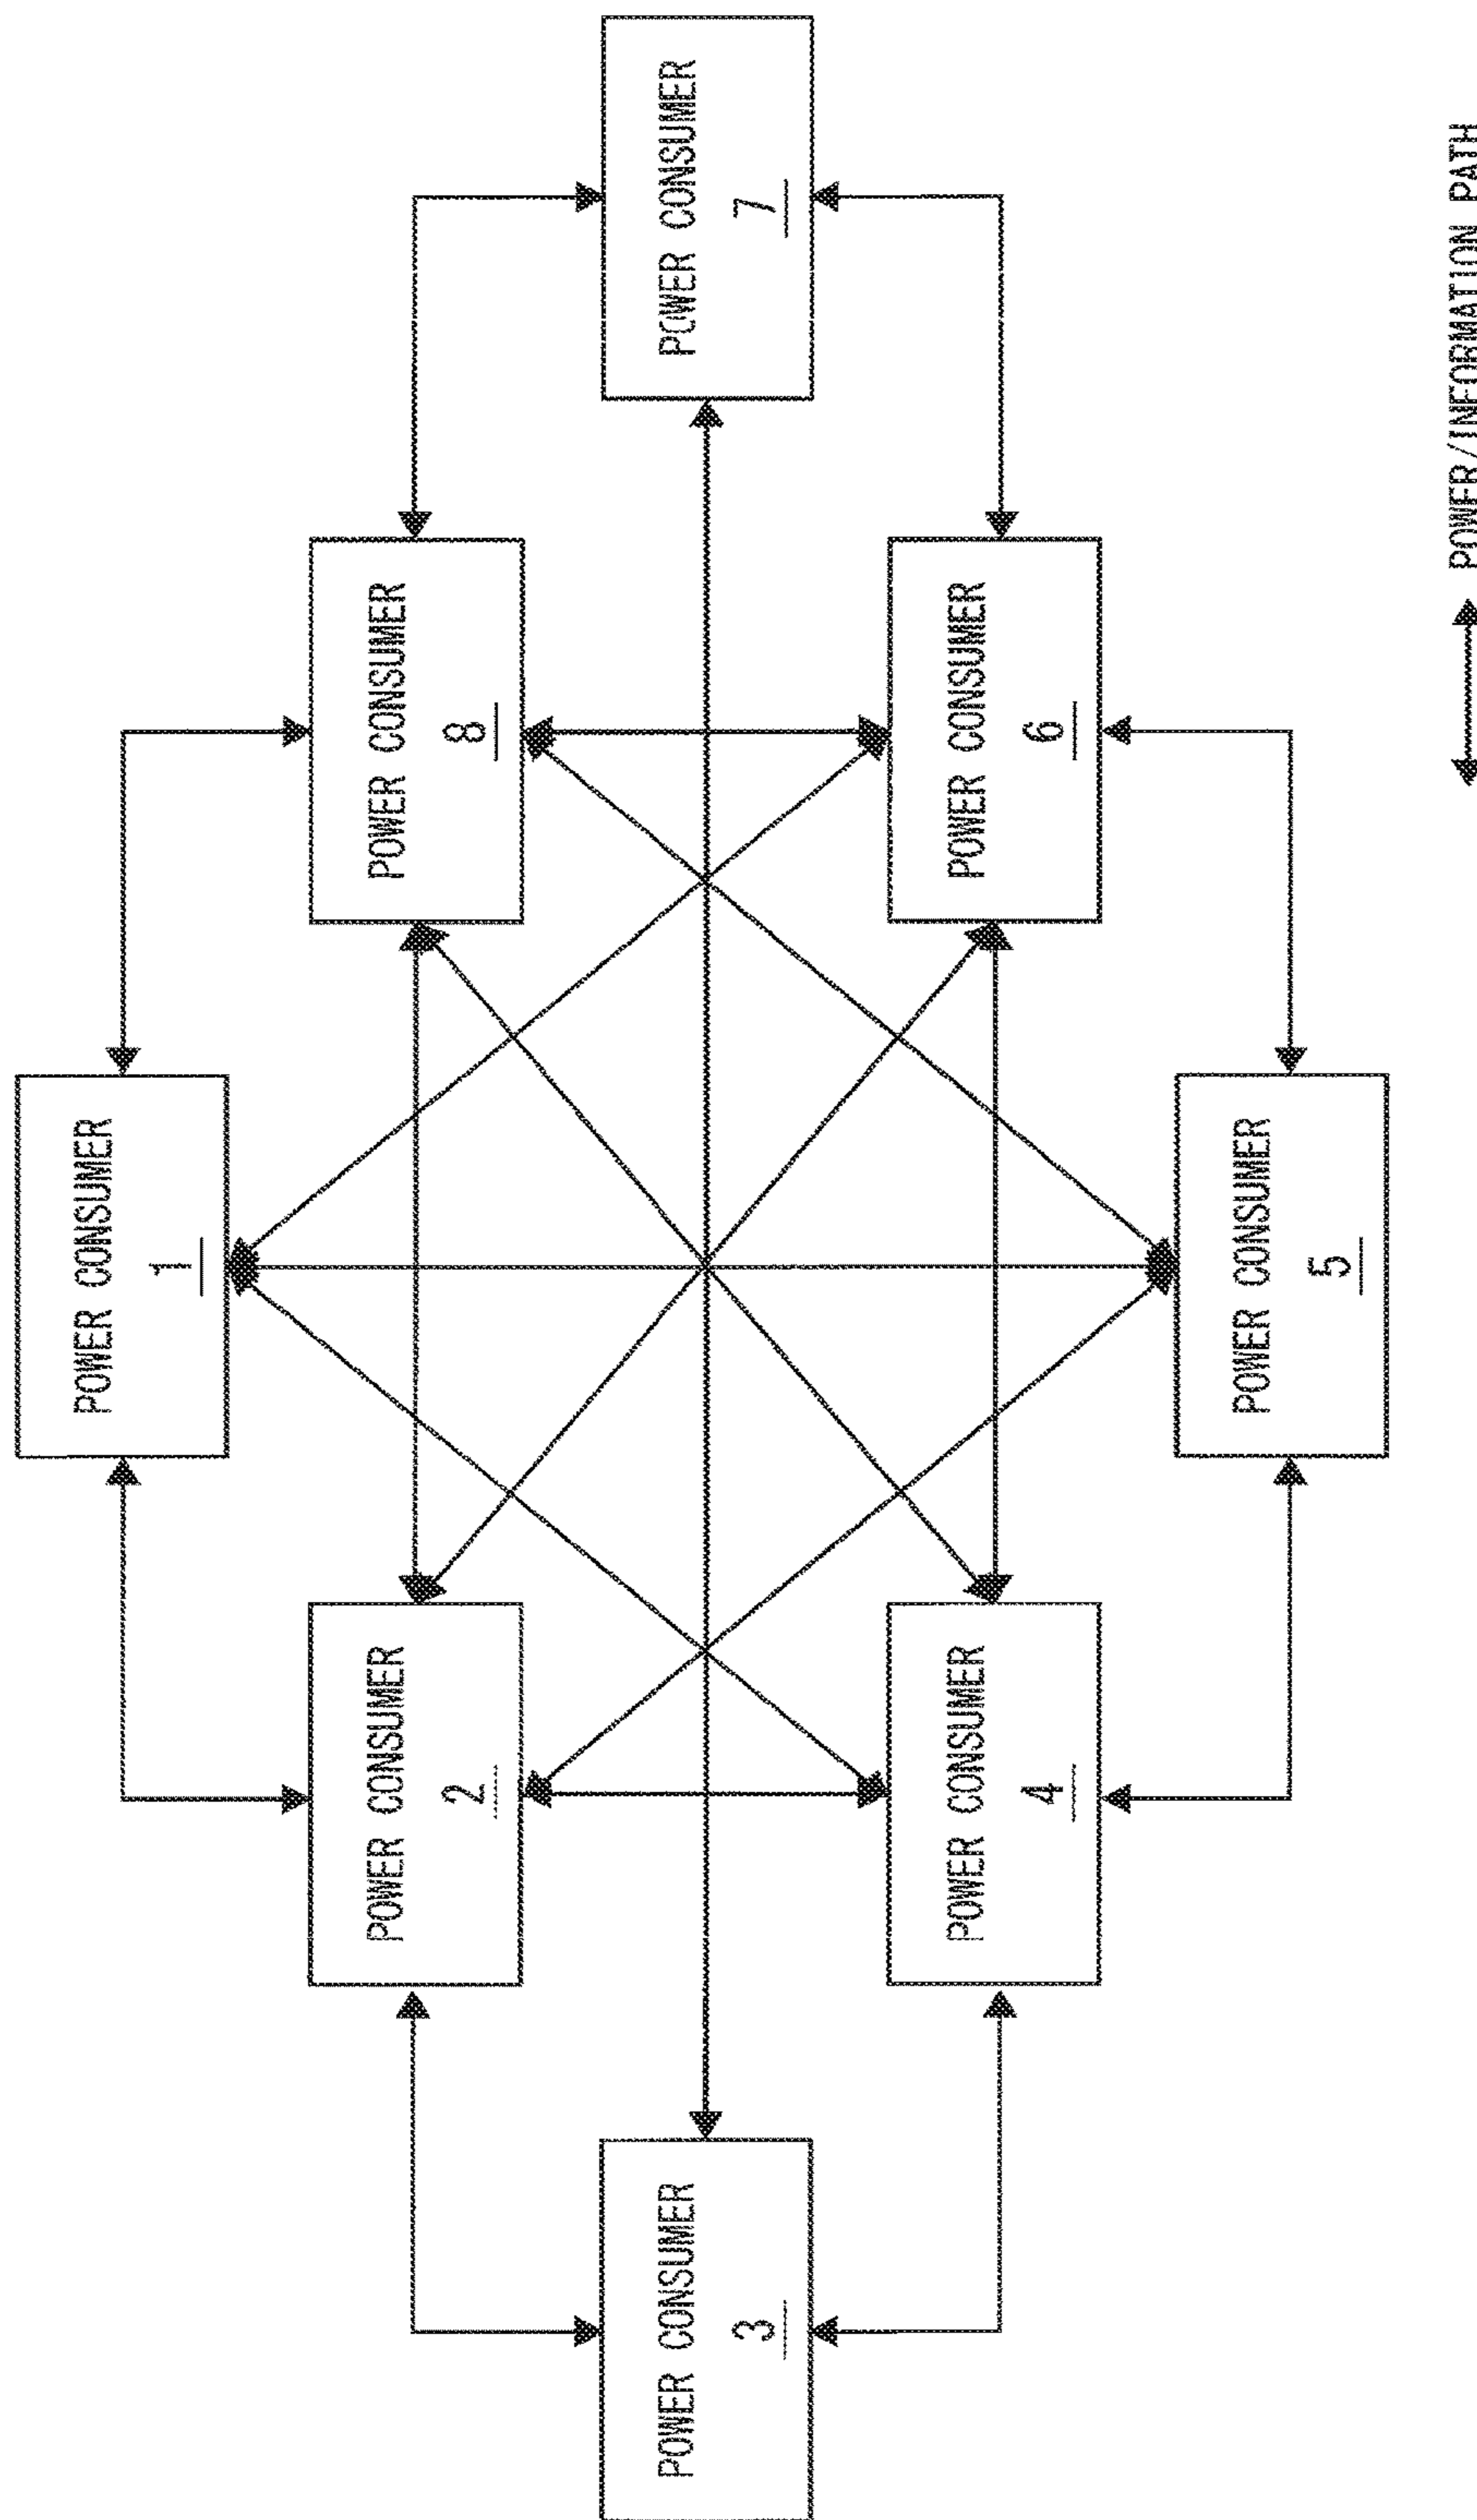 POWER CONSUMER
1
POWER CONSUMER
2
POWER CONSUMER
8
POWER CONSUMER
3
POWER CONSUMER
7
POWER CONSUMER
4
POWER CONSUMER
6
POWER CONSUMER
5
POWER/INFORMATION PATH